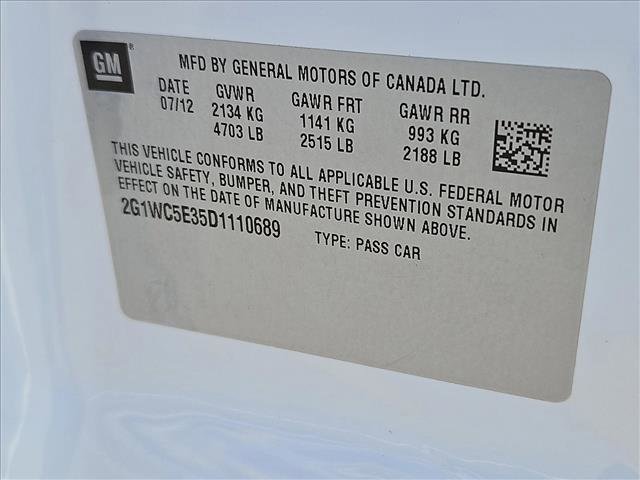 GM ®
MFD BY GENERAL MOTORS OF CANADA LTD.
DATE GVWR GAWR FRT GAWR RR
07/12 2134 KG 1141 KG 993 KG
4703 LB 2515 LB 2188 LB
THIS VEHICLE CONFORMS TO ALL APPLICABLE U.S. FEDERAL MOTOR
VEHICLE SAFETY, BUMPER, AND THEFT PREVENTION STANDARDS IN
EFFECT ON THE DATE OF MANUFACTURE SHOWN ABOVE.
2G1WC5E35D1110689 TYPE: PASS CAR